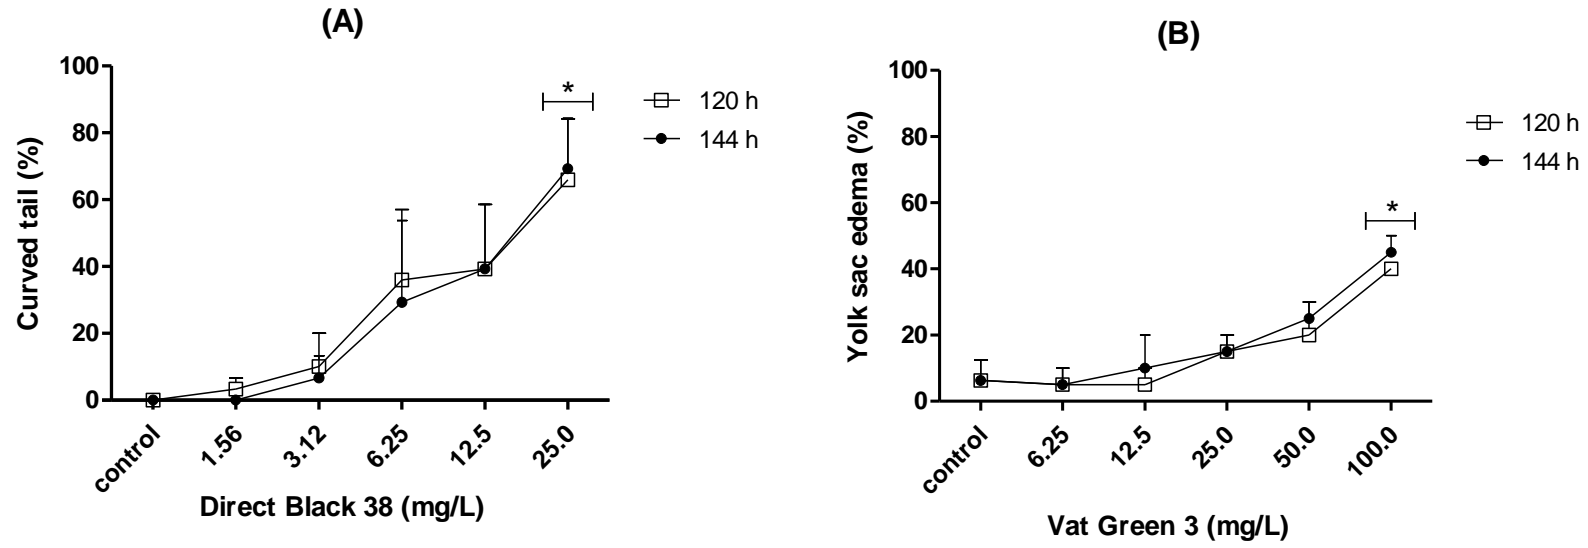 (A)
100
80
60
40
20
0
Curved tail (%)
*
120 h
144 h
control
1.56
3.12
6.25
12.5
25.0
Direct Black 38 (mg/L)
(B)
100
80
60
40
20
0
Yolk sac edema (%)
*
120 h
144 h
control
6.25
12.5
25.0
50.0
100.0
Vat Green 3 (mg/L)